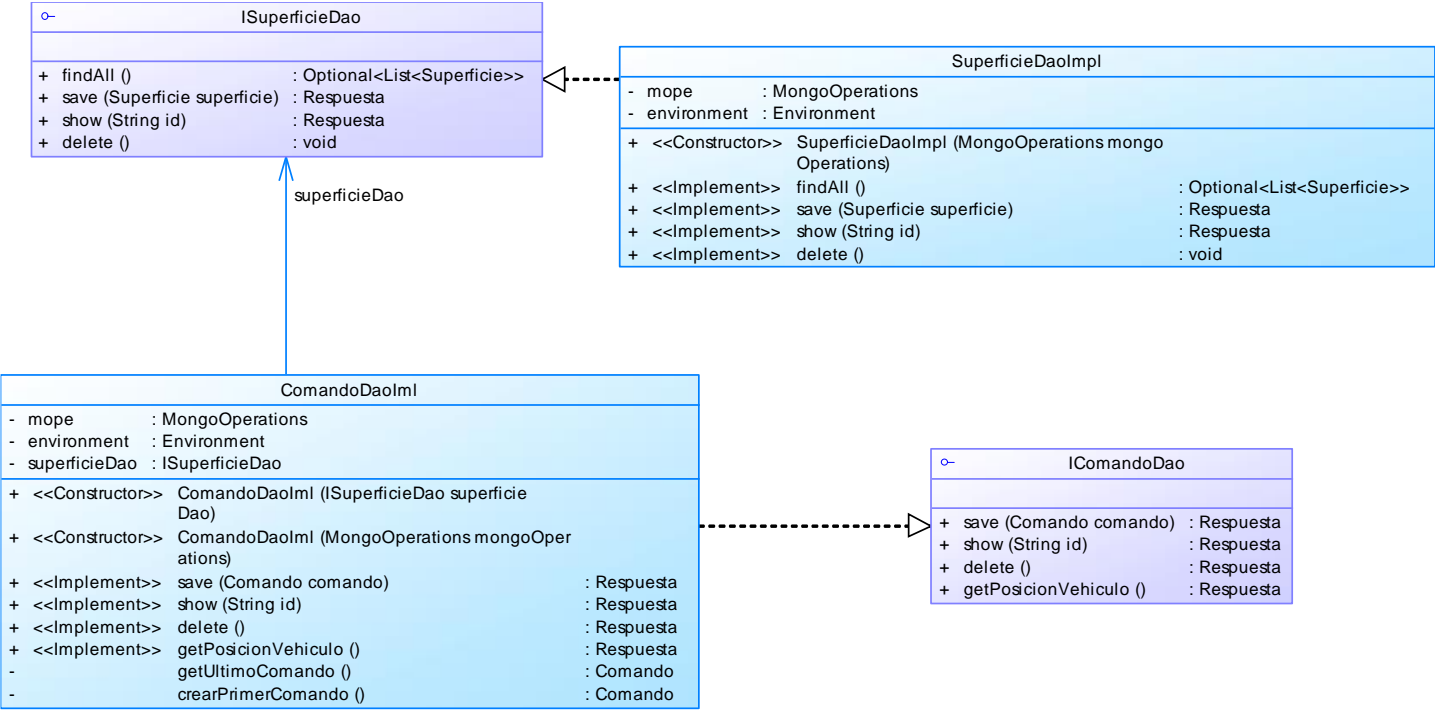 ISuperficieDao
+ findAll () : Optional<List<Superficie>>
+ save (Superficie superficie) : Respuesta
+ show (String id) : Respuesta
+ delete () : void
SuperficieDaoImpl
- mope : MongoOperations
- environment : Environment
+ <<Constructor>> SuperficieDaoImpl (MongoOperations mongo
Operations)
+ <<Implement>> findAll () : Optional<List<Superficie>>
+ <<Implement>> save (Superficie superficie) : Respuesta
+ <<Implement>> show (String id) : Respuesta
+ <<Implement>> delete () : void
superficieDao
ComandoDaoIml
- mope : MongoOperations
- environment : Environment
- superficieDao : ISuperficieDao
+ <<Constructor>> ComandoDaoIml (ISuperficieDao superficie
Dao)
+ <<Constructor>> ComandoDaoIml (MongoOperations mongoOper
ations)
+ <<Implement>> save (Comando comando) : Respuesta
+ <<Implement>> show (String id) : Respuesta
+ <<Implement>> delete () : Respuesta
+ <<Implement>> getPosicionVehiculo () : Respuesta
- getUltimoComando () : Comando
- crearPrimerComando () : Comando
IComandoDao
+ save (Comando comando) : Respuesta
+ show (String id) : Respuesta
+ delete () : Respuesta
+ getPosicionVehiculo () : Respuesta